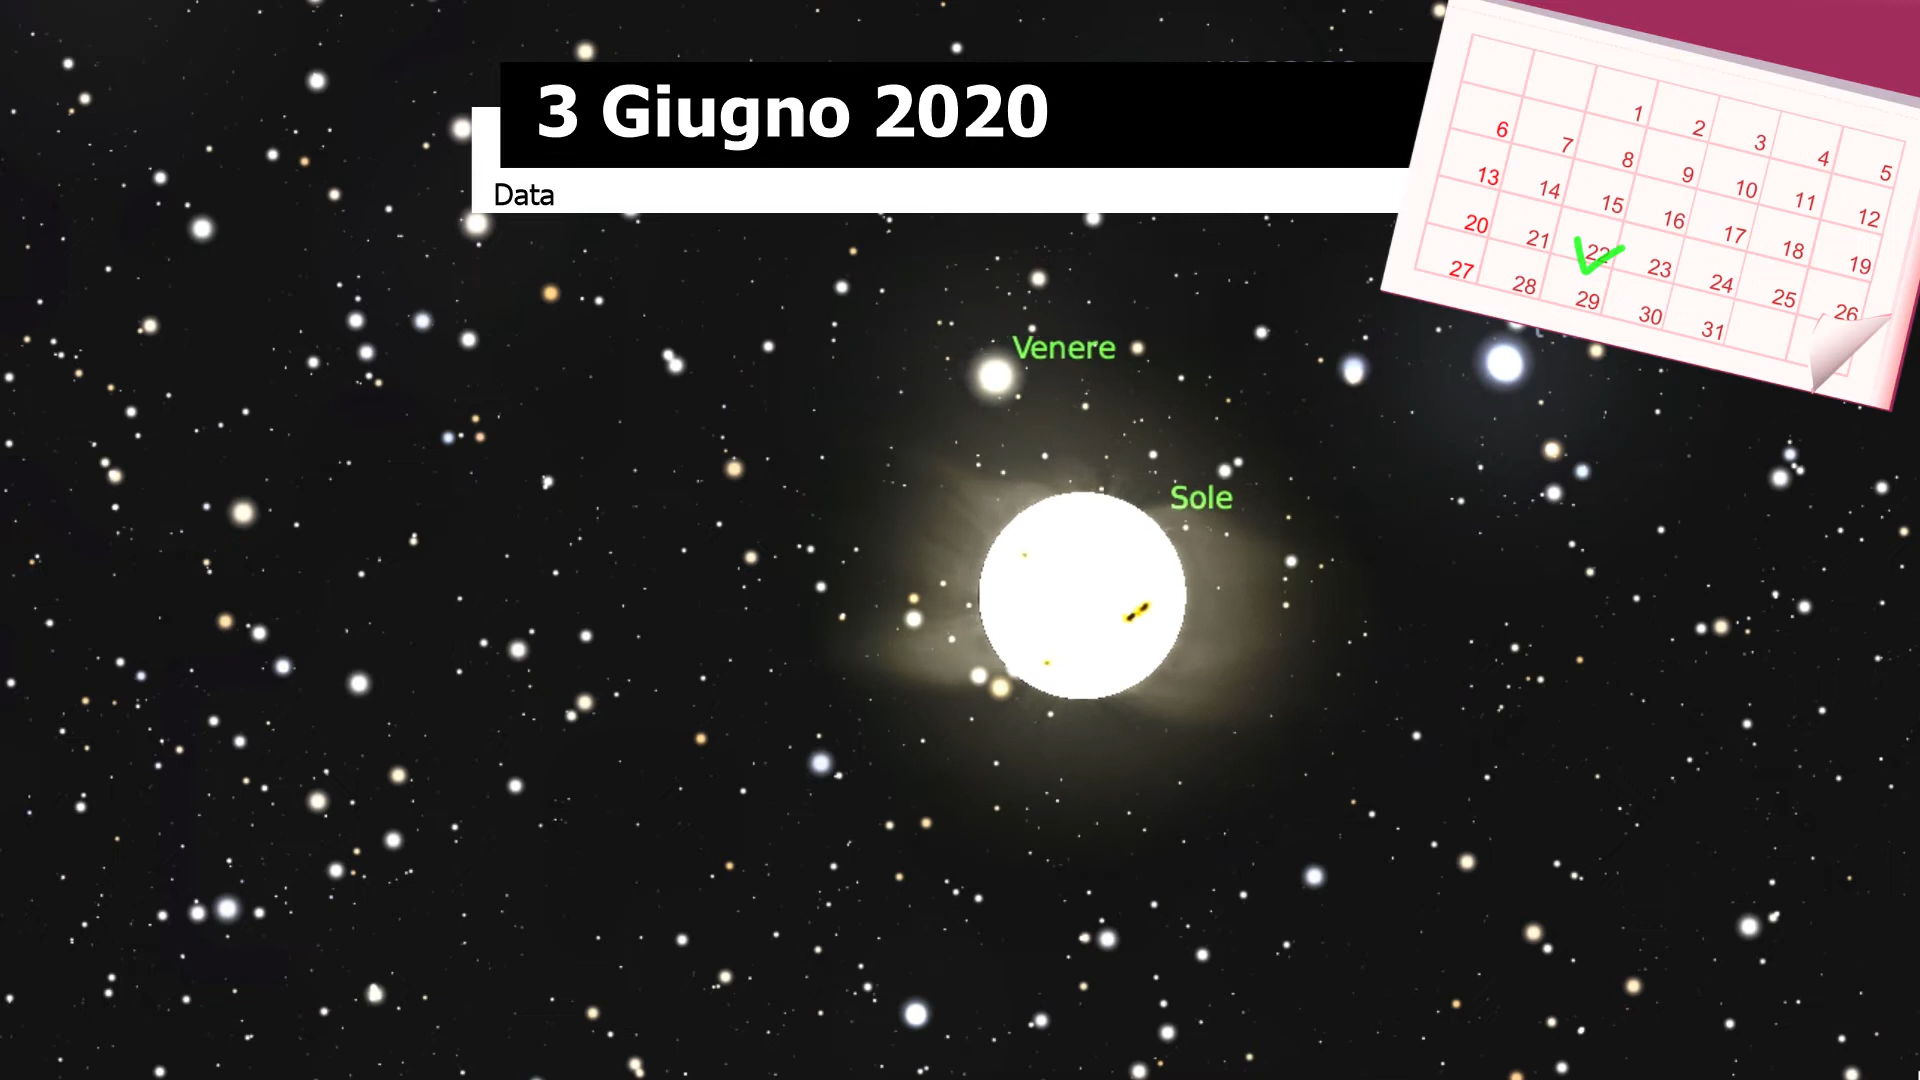 3 Giugno 2020
Data
1 2 3 4 5
6 7 8 9 10 11 12
13 14 15 16 17 18 19
20 21 22 23 24 25 26
27 28 29 30 31
Venere
Sole